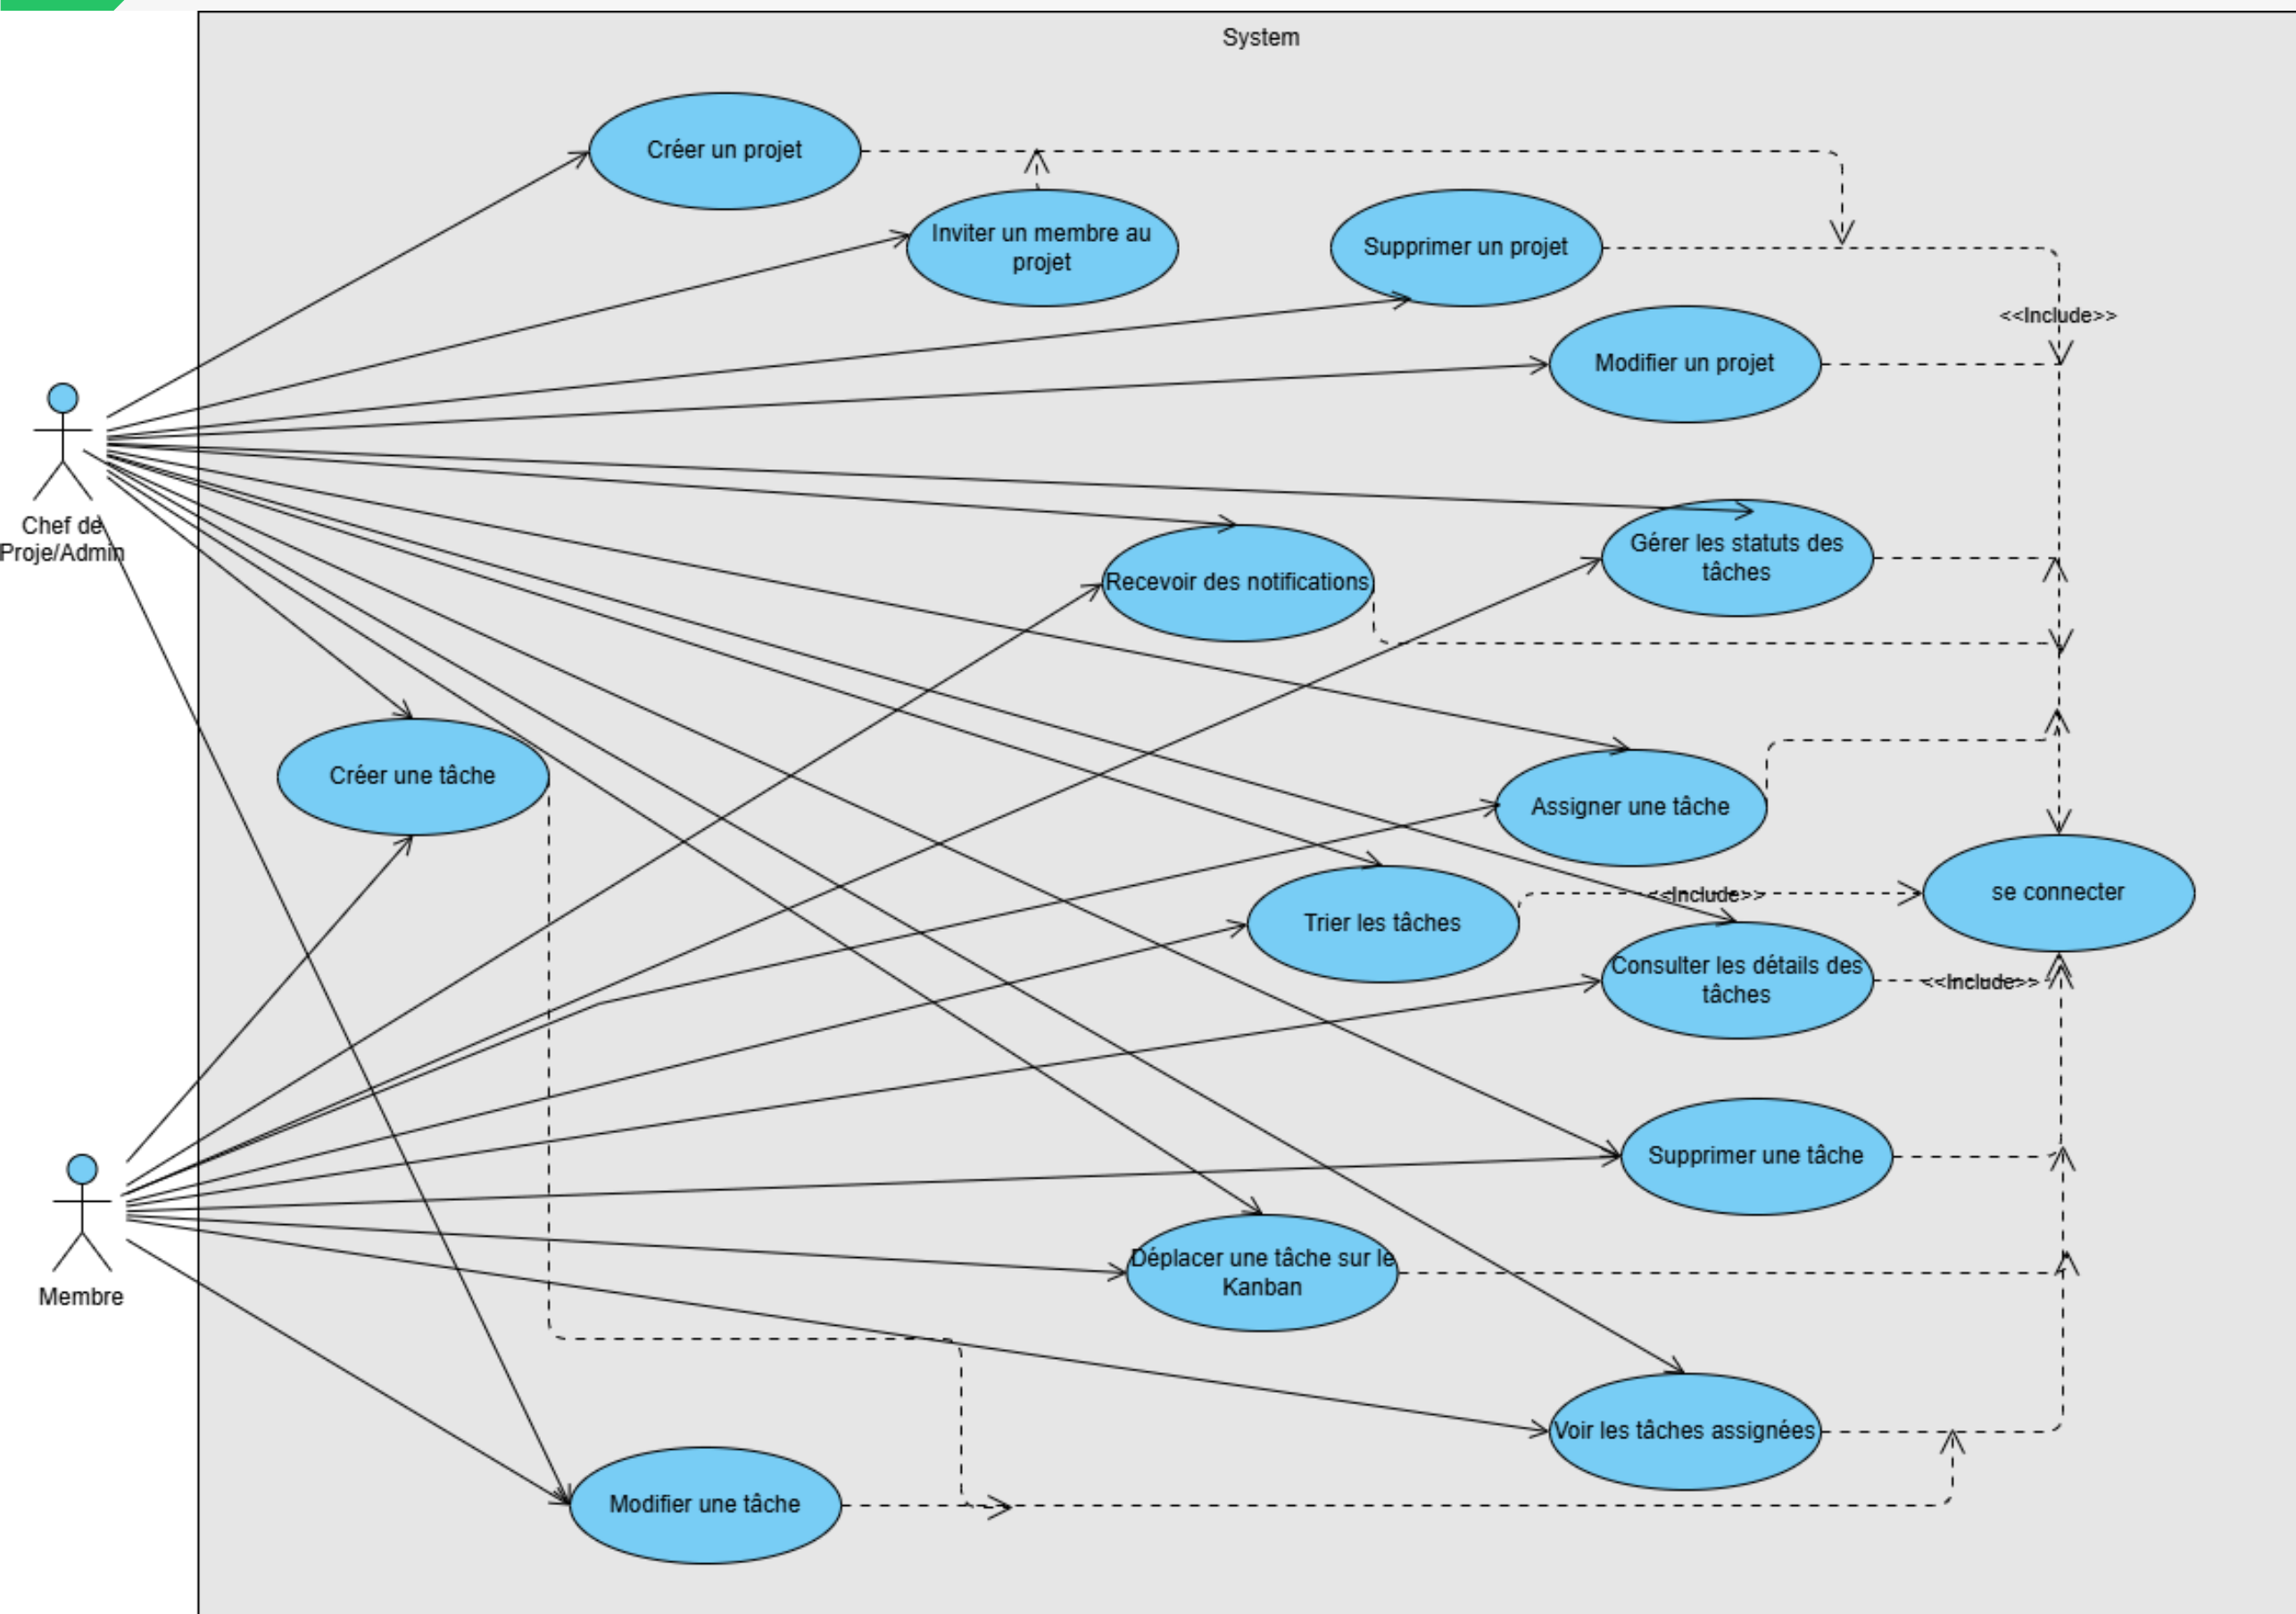 System
Créer un projet
Inviter un membre au
projet
Supprimer un projet
<<Include>>
Modifier un projet
Chef de
Proje/Admin
Gérer les statuts des
tâches
Recevoir des notifications
Créer une tâche
Assigner une tâche
<<Include>>
se connecter
Trier les tâches
Consulter les détails des
tâches
<<Include>>
Supprimer une tâche
Membre
Déplacer une tâche sur le
Kanban
Voir les tâches assignées
Modifier une tâche